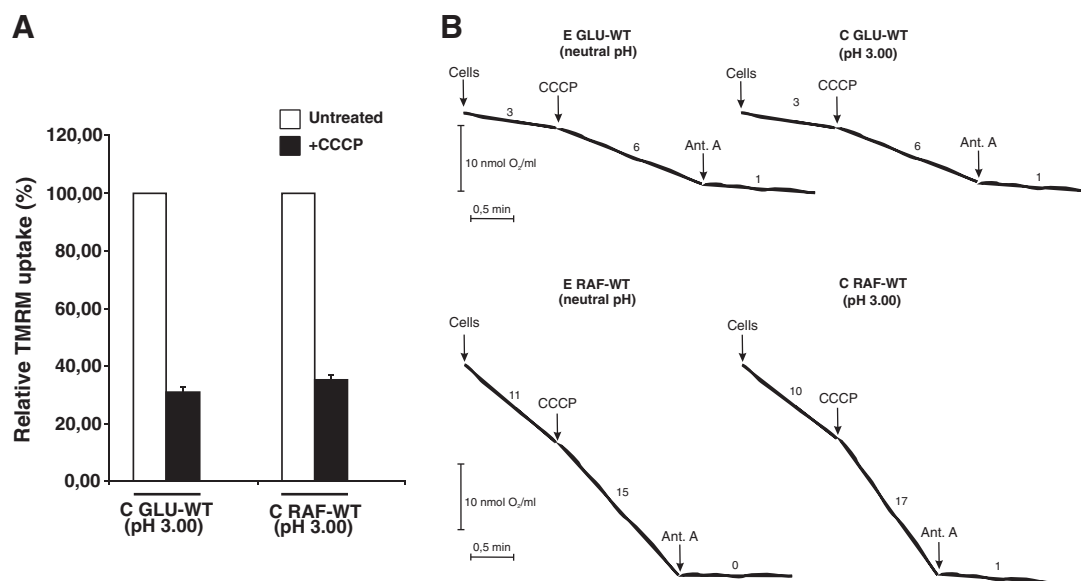 A
Untreated
+CCCP
Relative TMRM uptake (%)
120,00
100,00
80,00
60,00
40,00
20,00
0,00
C GLU-WT
(pH 3.00)
C RAF-WT
(pH 3.00)
B
E GLU-WT
(neutral pH)
Cells
3
CCCP
6
Ant. A
1
10 nmol O₂/ml
0,5 min
C GLU-WT
(pH 3.00)
Cells
3
CCCP
6
Ant. A
1
E RAF-WT
(neutral pH)
Cells
11
CCCP
15
Ant. A
0
10 nmol O₂/ml
0,5 min
C RAF-WT
(pH 3.00)
Cells
10
CCCP
17
Ant. A
1